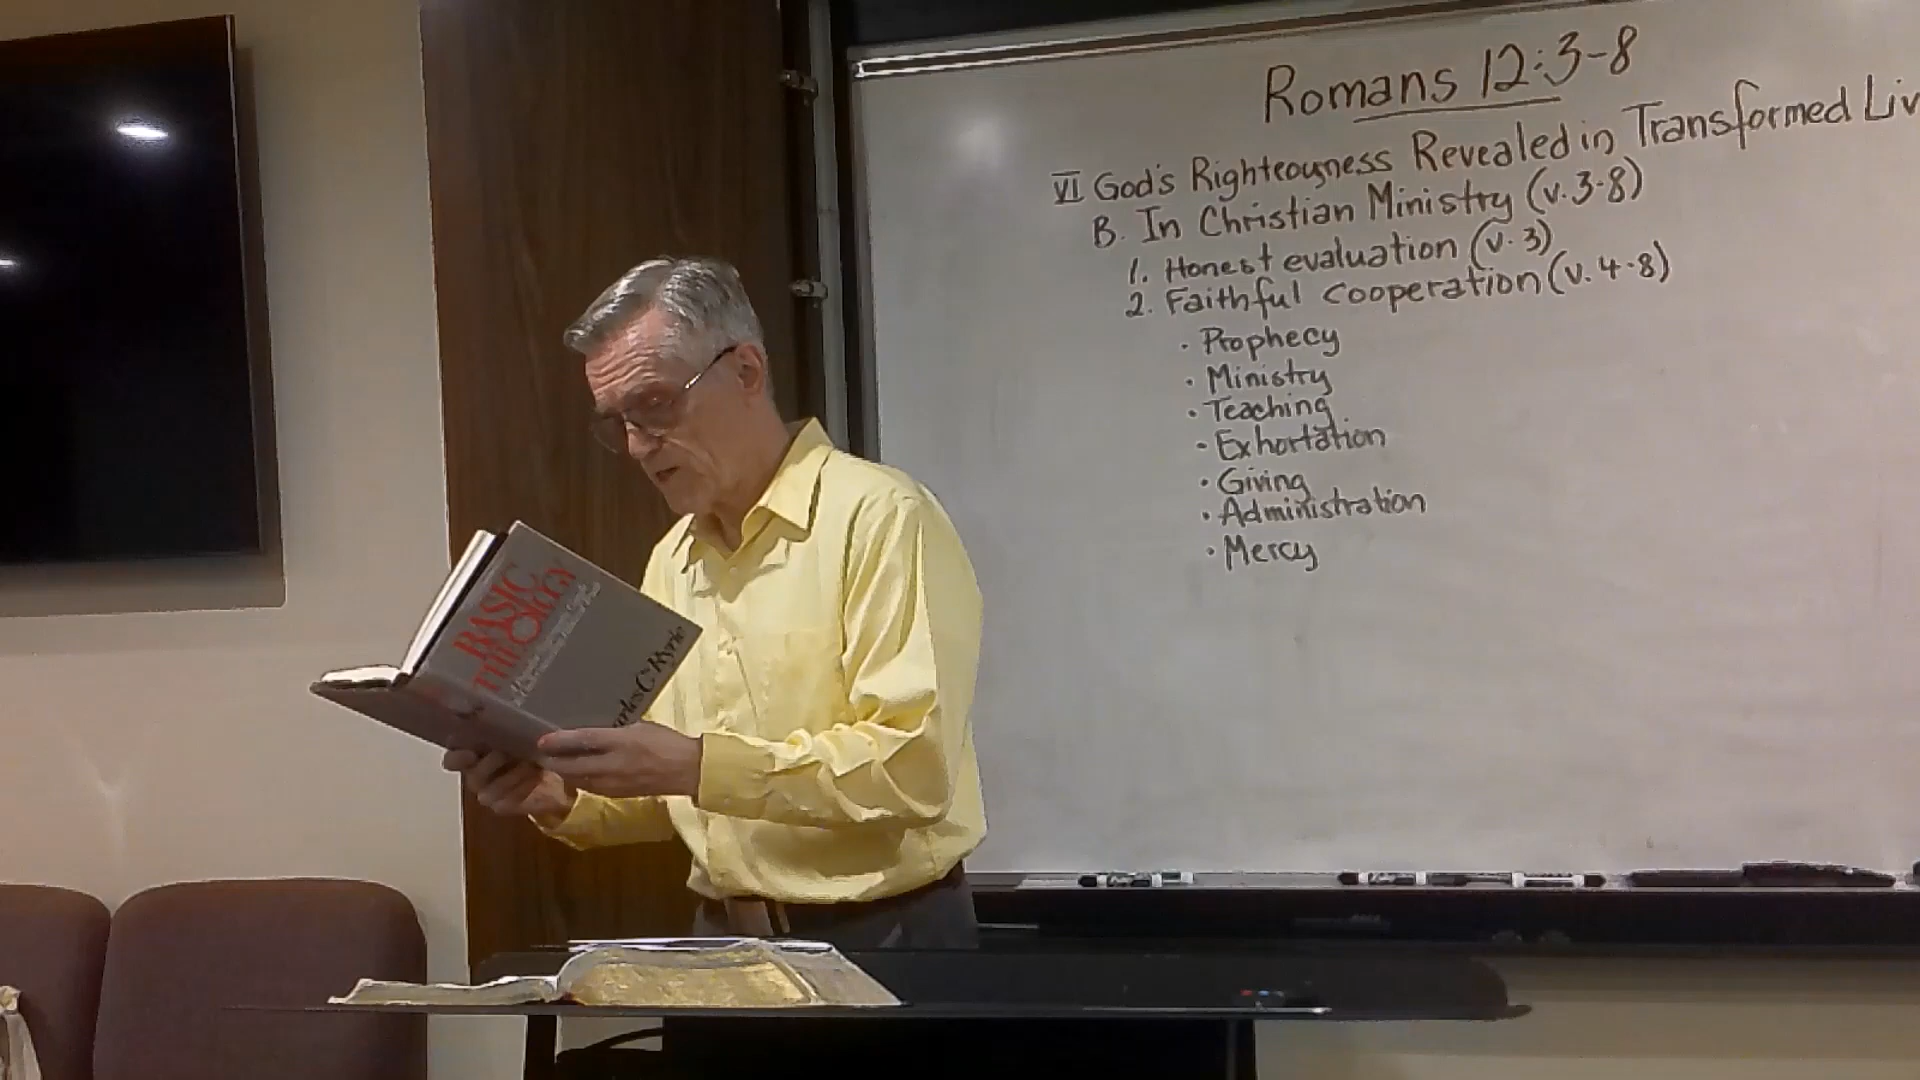 Romans 12:3-8
VI God's Righteousness Revealed in Transformed Liv
B. In Christian Ministry (v. 3-8)
1. Honest evaluation (v. 3)
2. Faithful cooperation (v. 4-8)
· Prophecy
· Ministry
· Teaching
· Exhortation
· Giving
· Administration
· Mercy
BASIC
THEOLOGY
arles C. Ryrie